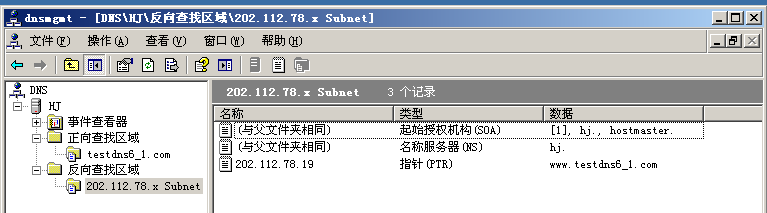 dnsmgmt - [DNS\HJ\反向查找区域\202.112.78.x Subnet]
文件(F) 操作(A) 查看(V) 窗口(W) 帮助(H)
DNS
HJ
事件查看器
正向查找区域
testdns6_1.com
反向查找区域
202.112.78.x Subnet
202.112.78.x Subnet 3 个记录
名称 类型 数据
(与父文件夹相同) 起始授权机构(SOA) [1], hj., hostmaster.
(与父文件夹相同) 名称服务器(NS) hj.
202.112.78.19 指针(PTR) www.testdns6_1.com